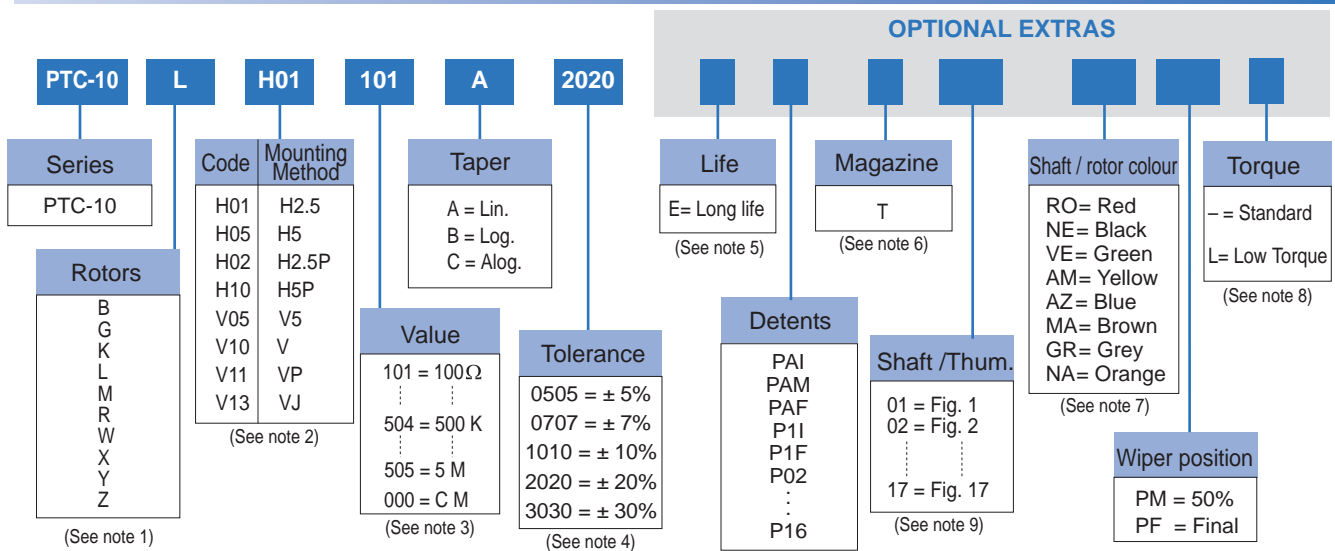 OPTIONAL EXTRAS
PTC-10 L H01 101 A 2020
Series
PTC-10
Rotors
B
G
K
L
M
R
W
X
Y
Z
(See note 1)
Code Mounting Method
H01 H2.5
H05 H5
H02 H2.5P
H10 H5P
V05 V5
V10 V
V11 VP
V13 VJ
(See note 2)
Value
101 = 100Ω
504 = 500 K
505 = 5 M
000 = C M
(See note 3)
Taper
A = Lin.
B = Log.
C = Alog.
Tolerance
0505 = ± 5%
0707 = ± 7%
1010 = ± 10%
2020 = ± 20%
3030 = ± 30%
(See note 4)
Life
E= Long life
(See note 5)
Detents
PAI
PAM
PAF
P1I
P1F
P02
:
P16
Magazine
T
(See note 6)
Shaft /Thum.
01 = Fig. 1
02 = Fig. 2
17 = Fig. 17
(See note 9)
Shaft / rotor colour
RO= Red
NE= Black
VE= Green
AM= Yellow
AZ= Blue
MA= Brown
GR= Grey
NA= Orange
(See note 7)
Wiper position
PM = 50%
PF = Final
Torque
– = Standard
L= Low Torque
(See note 8)